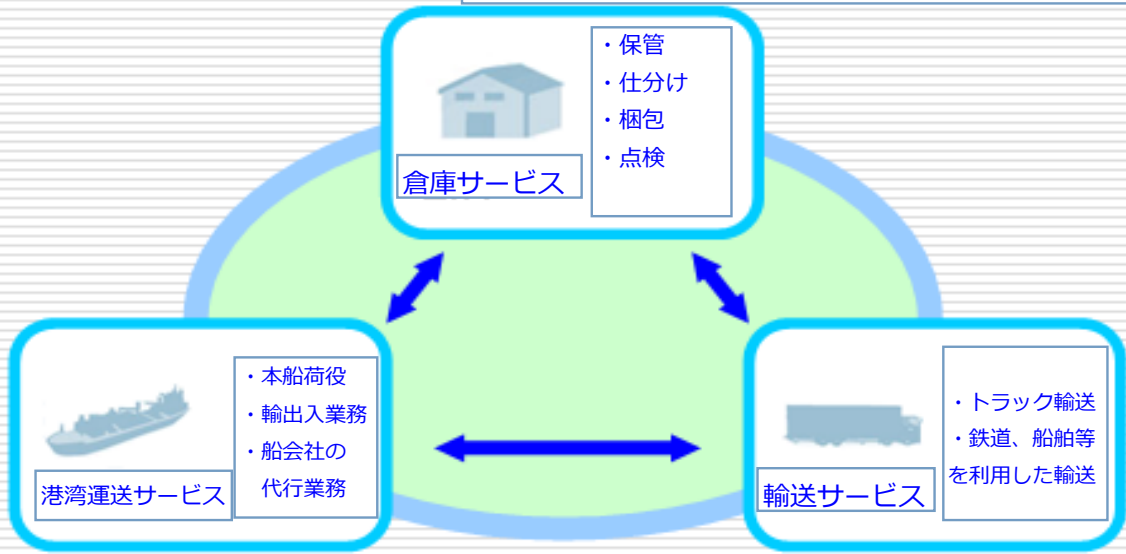 ・保管
・仕分け
・梱包
・点検
倉庫サービス
・本船荷役
・輸出入業務
・船会社の
代行業務
港湾運送サービス
・トラック輸送
・鉄道、船舶等
を利用した輸送
輸送サービス